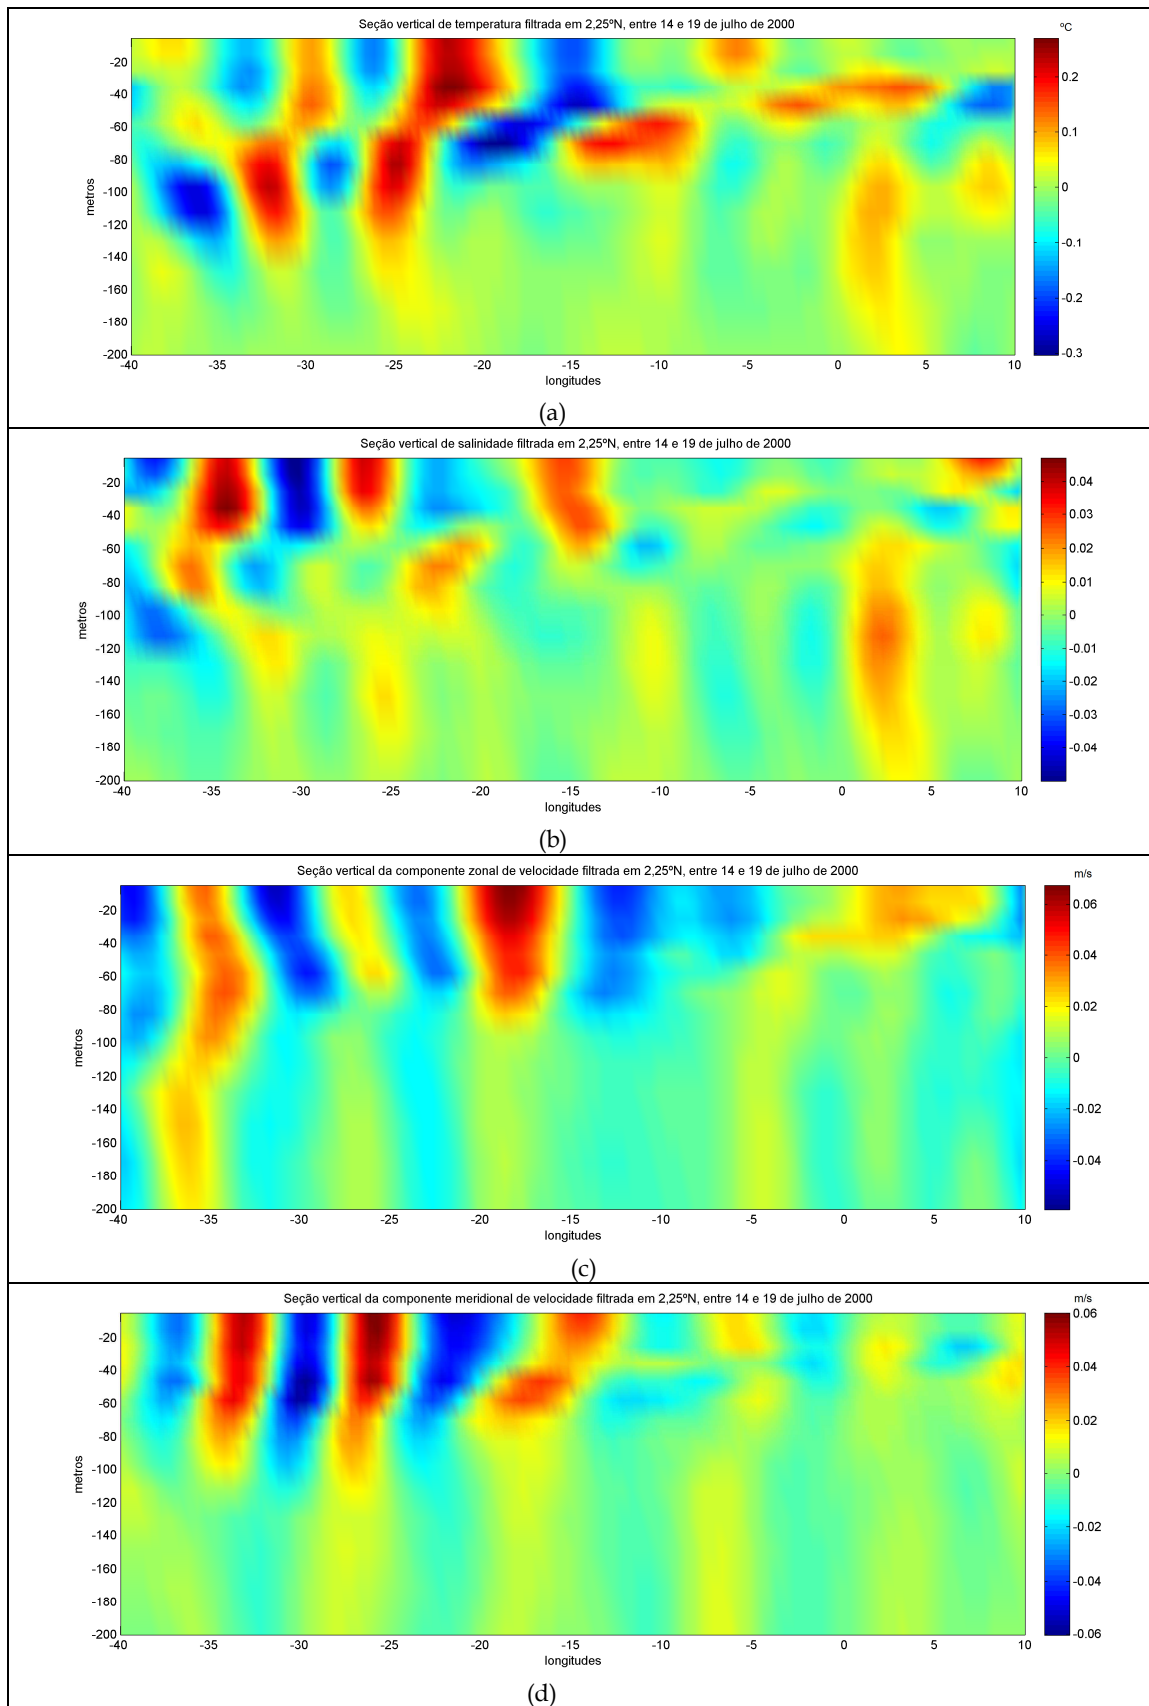 Seção vertical de temperatura filtrada em 2,25ºN, entre 14 e 19 de julho de 2000
ºC
-20
-40
-60
-80
-100
-120
-140
-160
-180
-200
metros
-40 -35 -30 -25 -20 -15 -10 -5 0 5 10
longitudes
0.2
0.1
0
-0.1
-0.2
-0.3
(a)
Seção vertical de salinidade filtrada em 2,25ºN, entre 14 e 19 de julho de 2000
-20
-40
-60
-80
-100
-120
-140
-160
-180
-200
metros
-40 -35 -30 -25 -20 -15 -10 -5 0 5 10
longitudes
0.04
0.03
0.02
0.01
0
-0.01
-0.02
-0.03
-0.04
(b)
Seção vertical da componente zonal de velocidade filtrada em 2,25ºN, entre 14 e 19 de julho de 2000
m/s
-20
-40
-60
-80
-100
-120
-140
-160
-180
-200
metros
-40 -35 -30 -25 -20 -15 -10 -5 0 5 10
longitudes
0.06
0.04
0.02
0
-0.02
-0.04
(c)
Seção vertical da componente meridional de velocidade filtrada em 2,25ºN, entre 14 e 19 de julho de 2000
m/s
-20
-40
-60
-80
-100
-120
-140
-160
-180
-200
metros
-40 -35 -30 -25 -20 -15 -10 -5 0 5 10
longitudes
0.06
0.04
0.02
0
-0.02
-0.04
-0.06
(d)